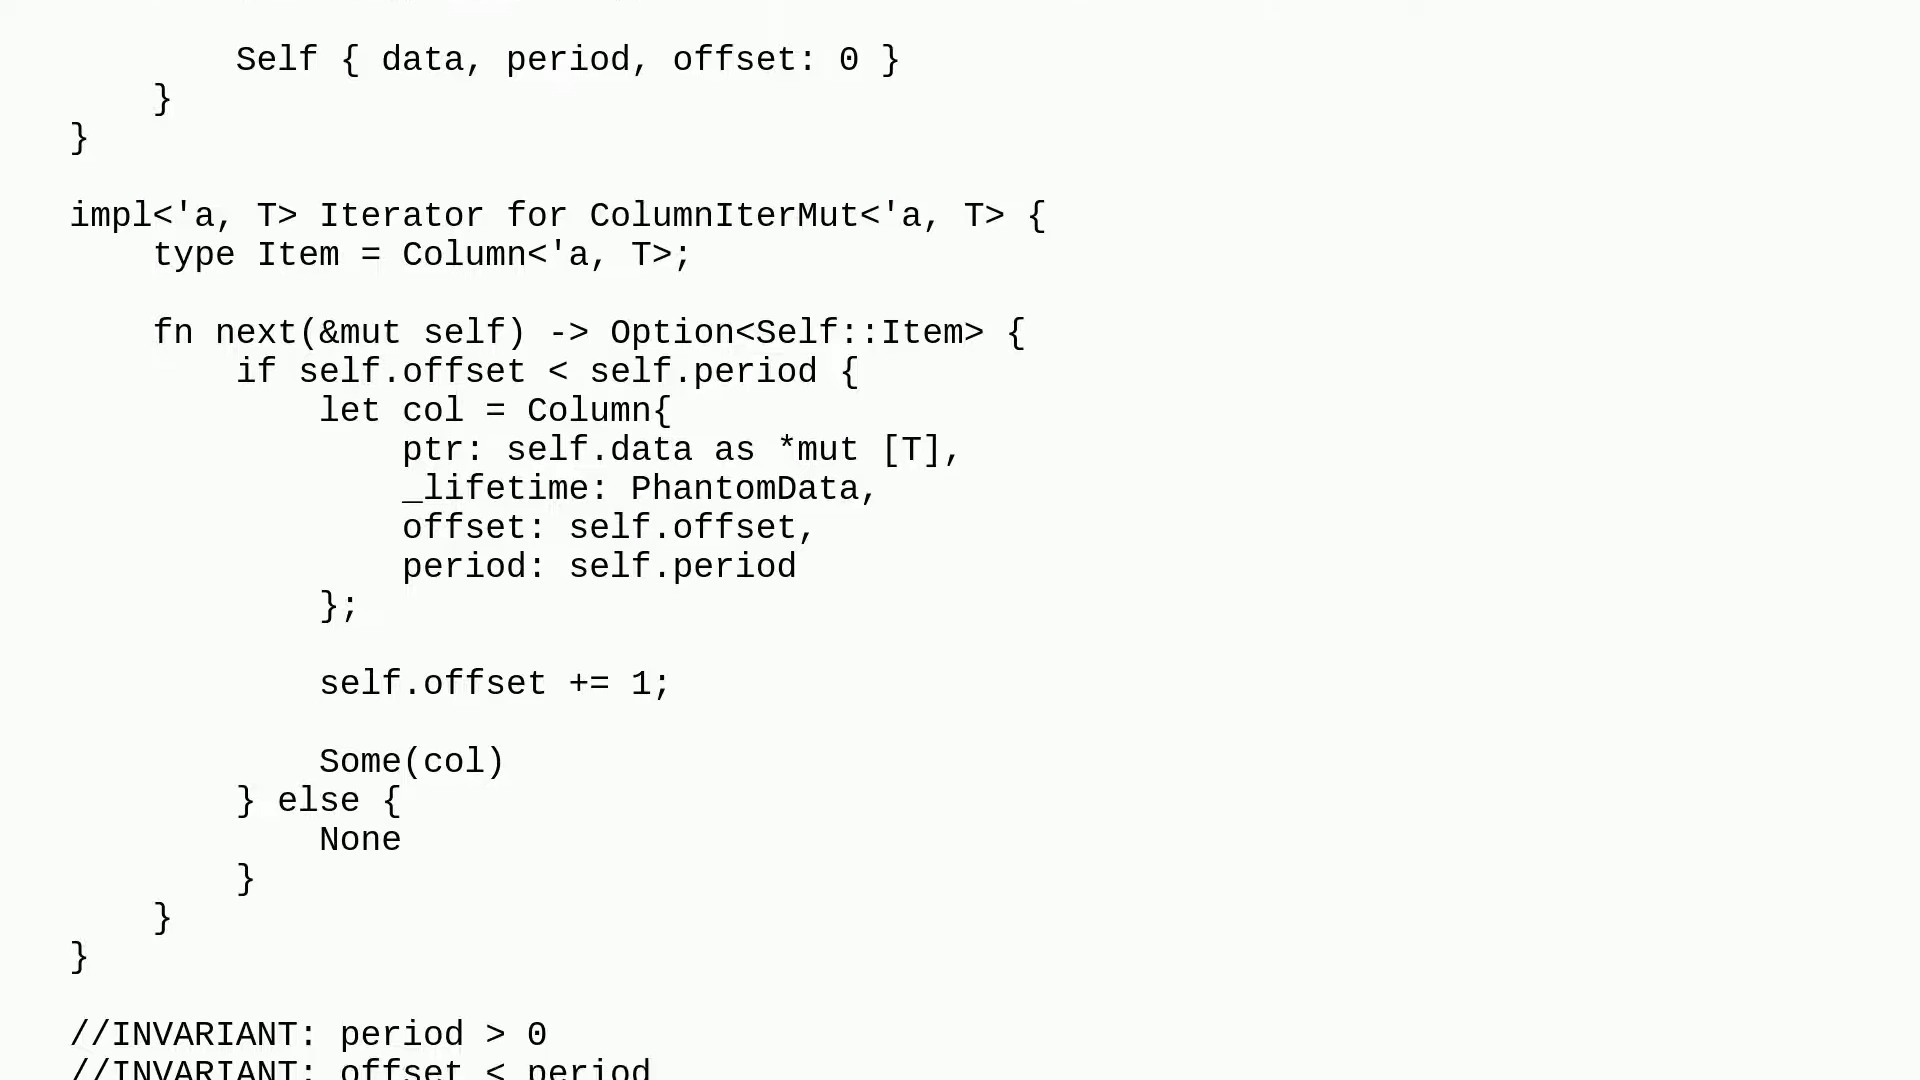 Self { data, period, offset: 0 }
}
}
impl<'a, T> Iterator for ColumnIterMut<'a, T> {
type Item = Column<'a, T>;
fn next(&mut self) -> Option<Self::Item> {
if self.offset < self.period {
let col = Column{
ptr: self.data as *mut [T],
_lifetime: PhantomData,
offset: self.offset,
period: self.period
};
self.offset += 1;
Some(col)
} else {
None
}
}
}
//INVARIANT: period > 0
//INVARIANT: offset < period